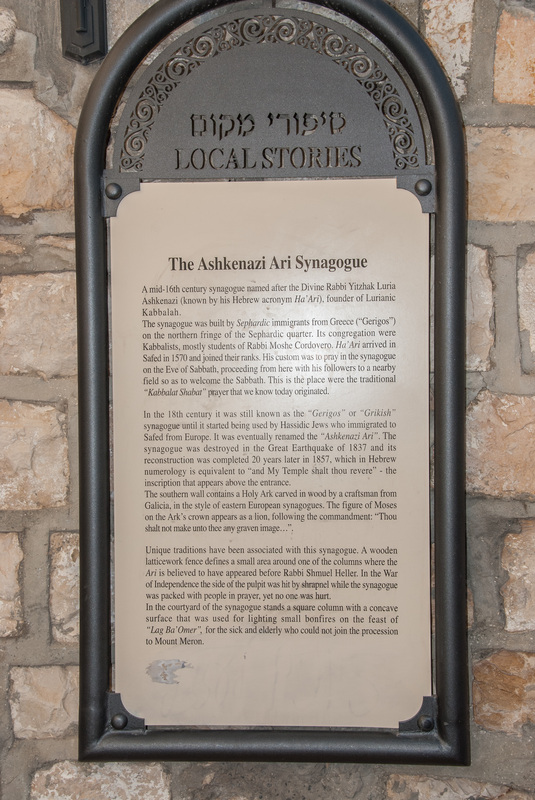 סיפורי מקום
LOCAL STORIES
The Ashkenazi Ari Synagogue
A mid-16th century synagogue named after the Divine Rabbi Yitzhak Luria
Ashkenazi (known by his Hebrew acronym Ha'Ari), founder of Lurianic
Kabbalah.
The synagogue was built by Sephardic immigrants from Greece ("Gerigos")
on the northern fringe of the Sephardic quarter. Its congregation were
Kabbalists, mostly students of Rabbi Moshe Cordovero. Ha'Ari arrived in
Safed in 1570 and joined their ranks. His custom was to pray in the synagogue
on the Eve of Sabbath, proceeding from here with his followers to a nearby
field so as to welcome the Sabbath. This is the place were the traditional
"Kabbalat Shabat" prayer that we know today originated.
In the 18th century it was still known as the "Gerigos" or "Grikish"
synagogue until it started being used by Hassidic Jews who immigrated to
Safed from Europe. It was eventually renamed the "Ashkenazi Ari". The
synagogue was destroyed in the Great Earthquake of 1837 and its
reconstruction was completed 20 years later in 1857, which in Hebrew
numerology is equivalent to "and My Temple shalt thou revere" - the
inscription that appears above the entrance.
The southern wall contains a Holy Ark carved in wood by a craftsman from
Galicia, in the style of eastern European synagogues. The figure of Moses
on the Ark's crown appears as a lion, following the commandment: "Thou
shalt not make unto thee any graven image…".
Unique traditions have been associated with this synagogue. A wooden
latticework fence defines a small area around one of the columns where the
Ari is believed to have appeared before Rabbi Shmuel Heller. In the War
of Independence the side of the pulpit was hit by shrapnel while the synagogue
was packed with people in prayer, yet no one was hurt.
In the courtyard of the synagogue stands a square column with a concave
surface that was used for lighting small bonfires on the feast of
"Lag Ba'Omer", for the sick and elderly who could not join the procession
to Mount Meron.